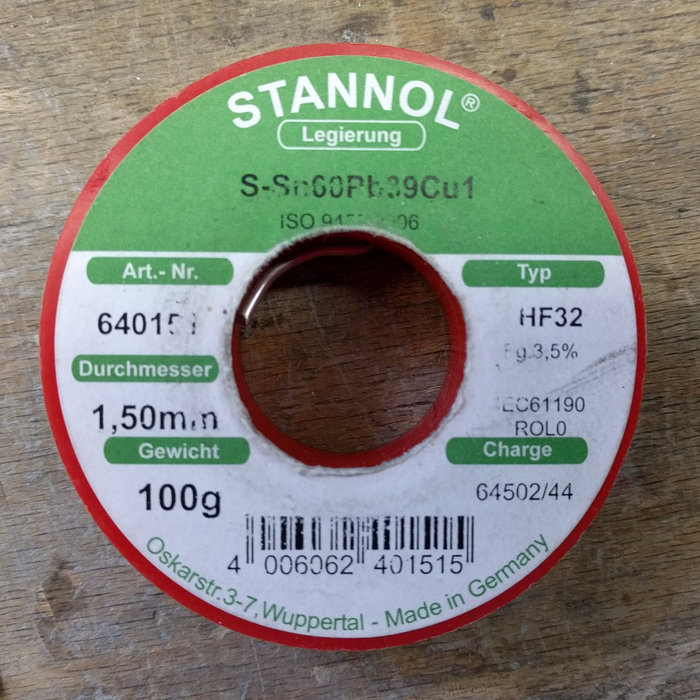 STANNOL®
Legierung
S-Sn60Pb39Cu1
ISO
Art.- Nr.
Typ
HF32
3,5%
Durchmesser
1,50mm
IEC61190
ROL0
Gewicht
Charge
100g
64502/44
4 006062 401515
Oskarstr.3-7,Wuppertal - Made in Germany